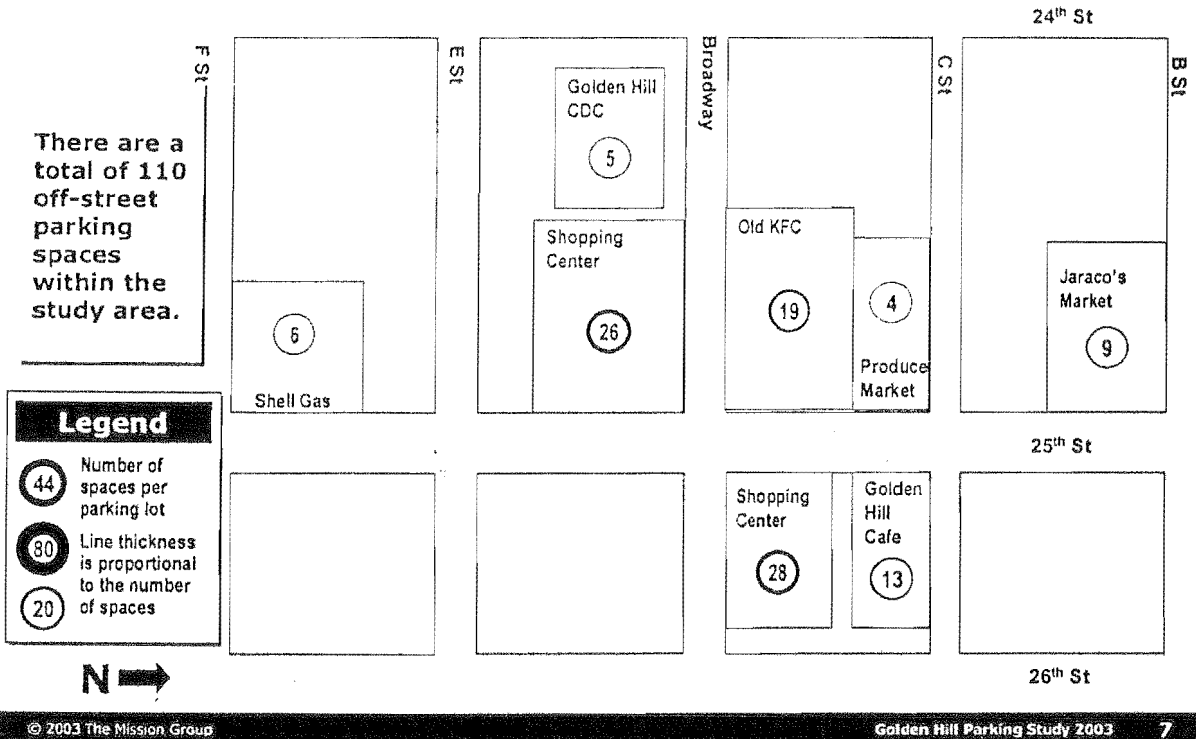 24th St
F St
E St
Broadway
C St
B St
There are a
total of 110
off-street
parking
spaces
within the
study area.
Golden Hill
CDC
5
Shopping
Center
26
Old KFC
19
4
Produce
Market
Jaraco's
Market
9
6
Shell Gas
Legend
44
Number of
spaces per
parking lot
80
Line thickness
is proportional
to the number
of spaces
20
25th St
Shopping
Center
28
Golden
Hill
Cafe
13
N
26th St
© 2003 The Mission Group
Golden Hill Parking Study 2003 7